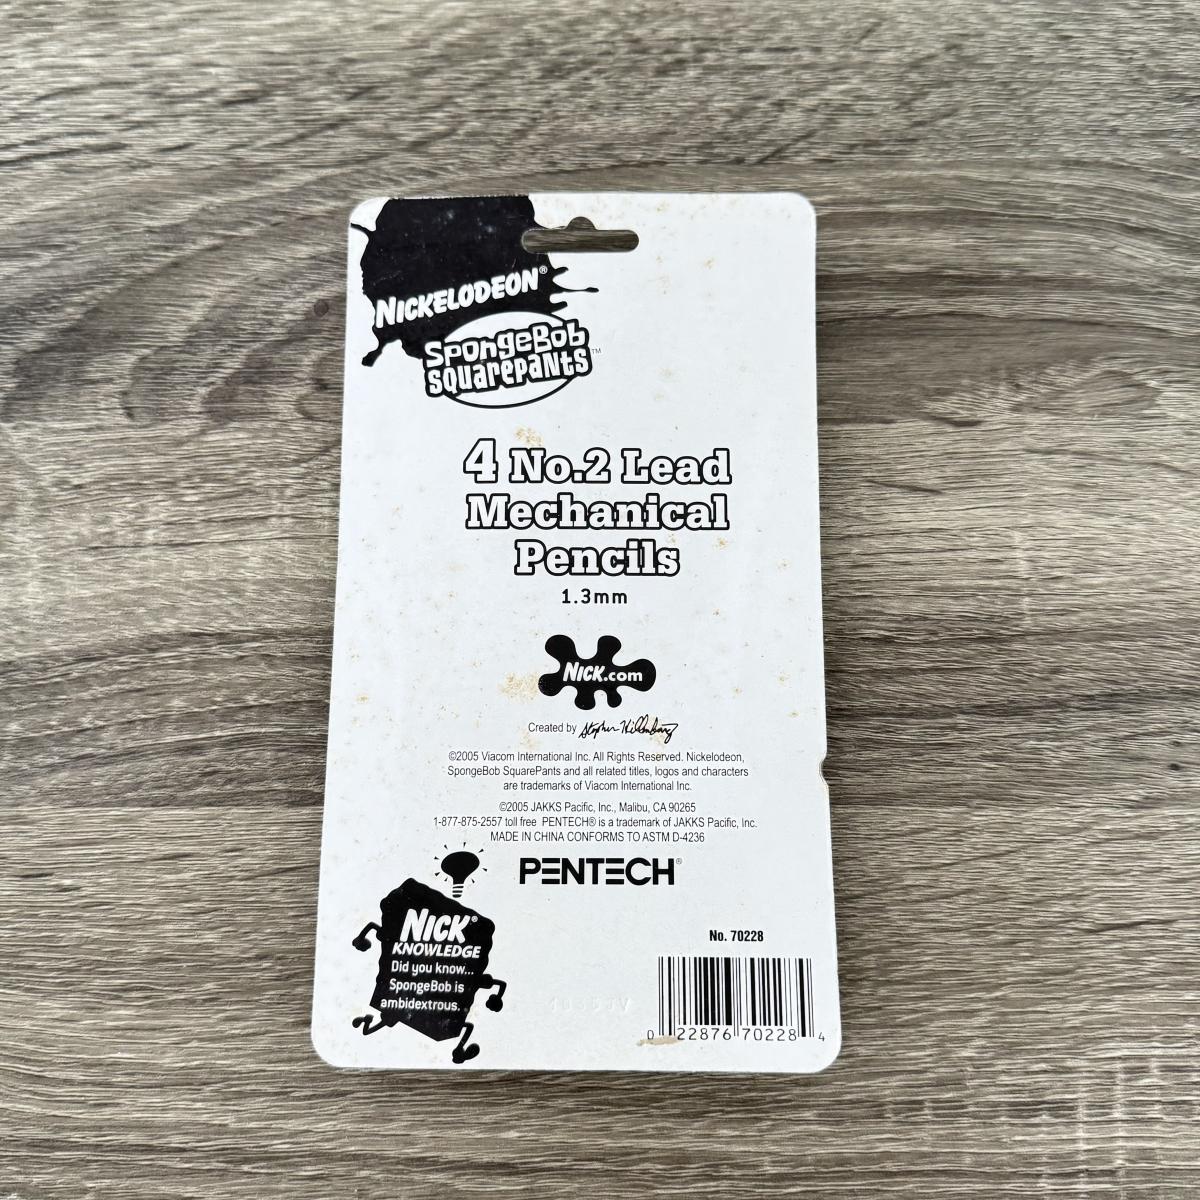 NICKELODEON®
SpongeBob
SquarePants™
4 No.2 Lead
Mechanical
Pencils
1.3mm
NICK.com
Created by Stephen Hillenburg
©2005 Viacom International Inc. All Rights Reserved. Nickelodeon,
SpongeBob SquarePants and all related titles, logos and characters
are trademarks of Viacom International Inc.
©2005 JAKKS Pacific, Inc., Malibu, CA 90265
1-877-875-2557 toll free PENTECH® is a trademark of JAKKS Pacific, Inc.
MADE IN CHINA CONFORMS TO ASTM D-4236
PENTECH®
NICK®
KNOWLEDGE
Did you know...
SpongeBob is
ambidextrous.
No. 70228
0 22876 70228 4